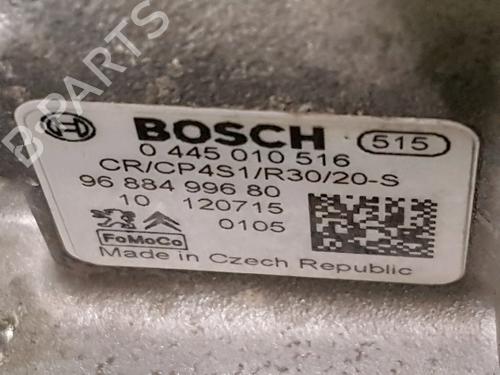 B-PARTS
BOSCH 515
0 445 010 516
CR/CP4S1/R30/20-S
96 884 996 80
10 120715
0105
FoMoCo
Made in Czech Republic